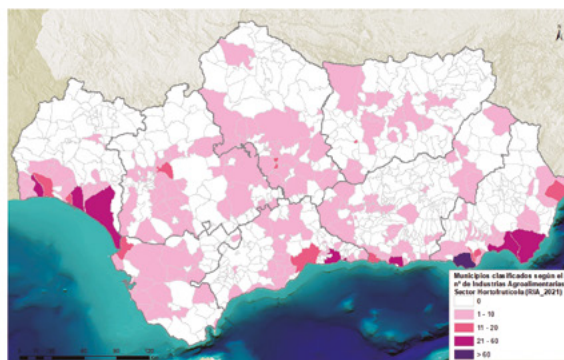 N
Municipios clasificados según el
nº de Industrias Agroalimentarias
Sector Hortofrutícola (RIA_2021)
0
1 - 10
11 - 20
21 - 60
> 60